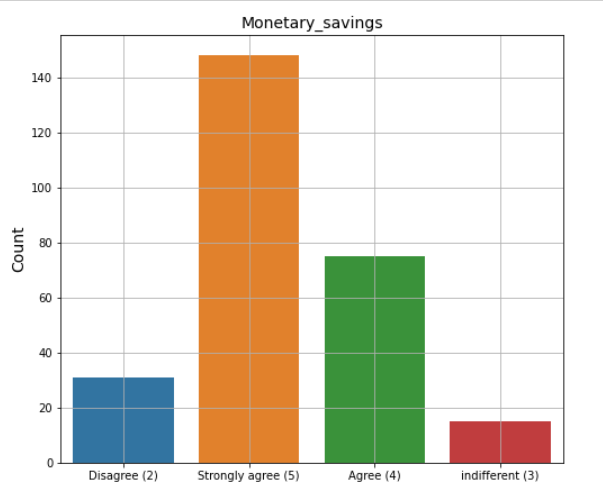 Monetary_savings
Count
140
120
100
80
60
40
20
0
Disagree (2) Strongly agree (5) Agree (4) indifferent (3)